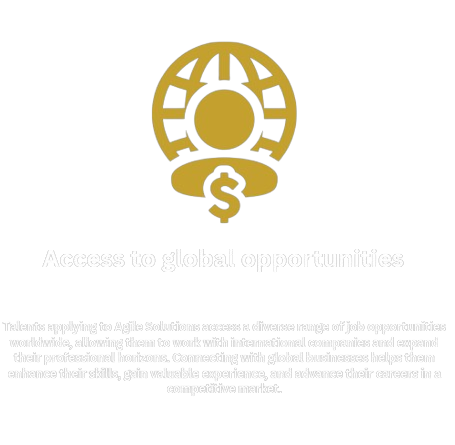 $
Access to global opportunities
Talents applying to Agile Solutions access a diverse range of job opportunities
worldwide, allowing them to work with international companies and expand
their professional horizons. Connecting with global businesses helps them
enhance their skills, gain valuable experience, and advance their careers in a
competitive market.